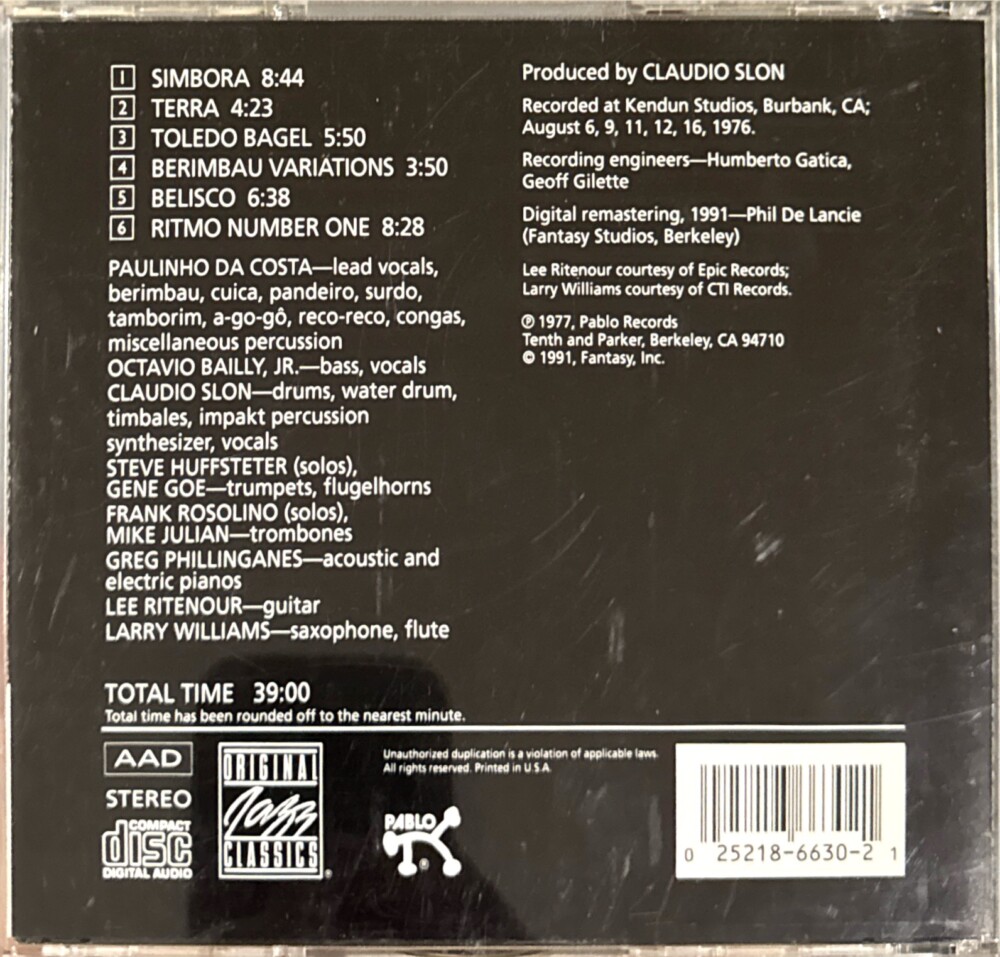 1 SIMBORA 8:44
2 TERRA 4:23
3 TOLEDO BAGEL 5:50
4 BERIMBAU VARIATIONS 3:50
5 BELISCO 6:38
6 RITMO NUMBER ONE 8:28
PAULINHO DA COSTA—lead vocals,
berimbau, cuica, pandeiro, surdo,
tamborim, a-go-gô, reco-reco, congas,
miscellaneous percussion
OCTAVIO BAILLY, JR.—bass, vocals
CLAUDIO SLON—drums, water drum,
timbales, impakt percussion
synthesizer, vocals
STEVE HUFFSTETER (solos),
GENE GOE—trumpets, flugelhorns
FRANK ROSOLINO (solos),
MIKE JULIAN—trombones
GREG PHILLINGANES—acoustic and
electric pianos
LEE RITENOUR—guitar
LARRY WILLIAMS—saxophone, flute
TOTAL TIME 39:00
Total time has been rounded off to the nearest minute.
Produced by CLAUDIO SLON
Recorded at Kendun Studios, Burbank, CA;
August 6, 9, 11, 12, 16, 1976.
Recording engineers—Humberto Gatica,
Geoff Gilette
Digital remastering, 1991—Phil De Lancie
(Fantasy Studios, Berkeley)
Lee Ritenour courtesy of Epic Records;
Larry Williams courtesy of CTI Records.
℗ 1977, Pablo Records
Tenth and Parker, Berkeley, CA 94710
© 1991, Fantasy, Inc.
AAD
STEREO
COMPACT
disc
DIGITAL AUDIO
ORIGINAL
Jazz
CLASSICS®
Unauthorized duplication is a violation of applicable laws.
All rights reserved. Printed in U.S.A.
PABLO
®
0 25218-6630-2 1